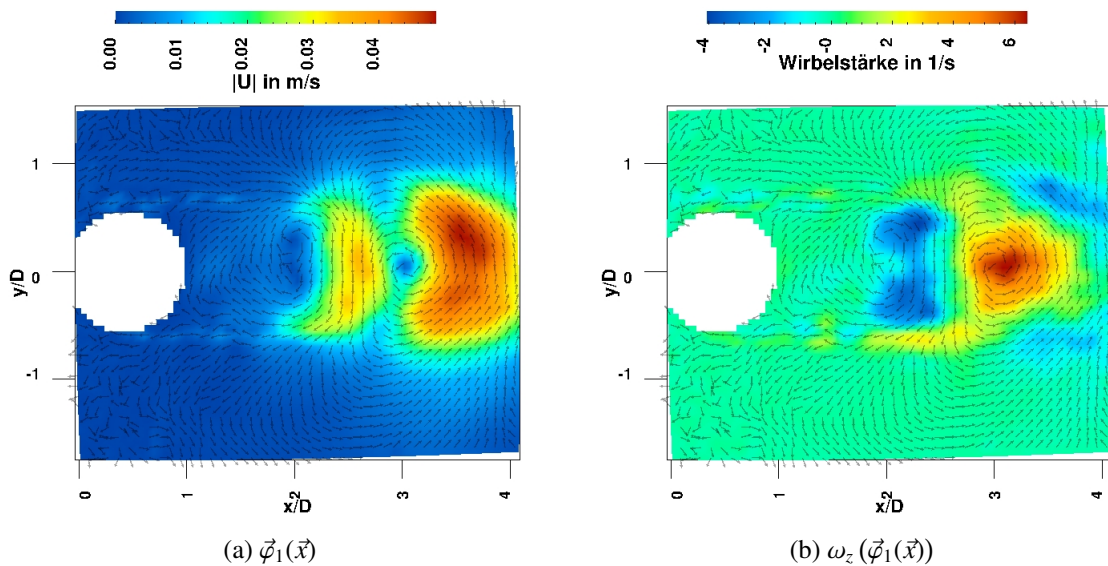 0.00 0.01 0.02 0.03 0.04
|U| in m/s
-4 -2 -0 2 4 6
Wirbelstärke in 1/s
1
0
-1
y/D
0 1 2 3 4
x/D
1
0
-1
y/D
0 1 2 3 4
x/D
(a) φ⃗₁(x⃗)
(b) ω_z (φ⃗₁(x⃗))